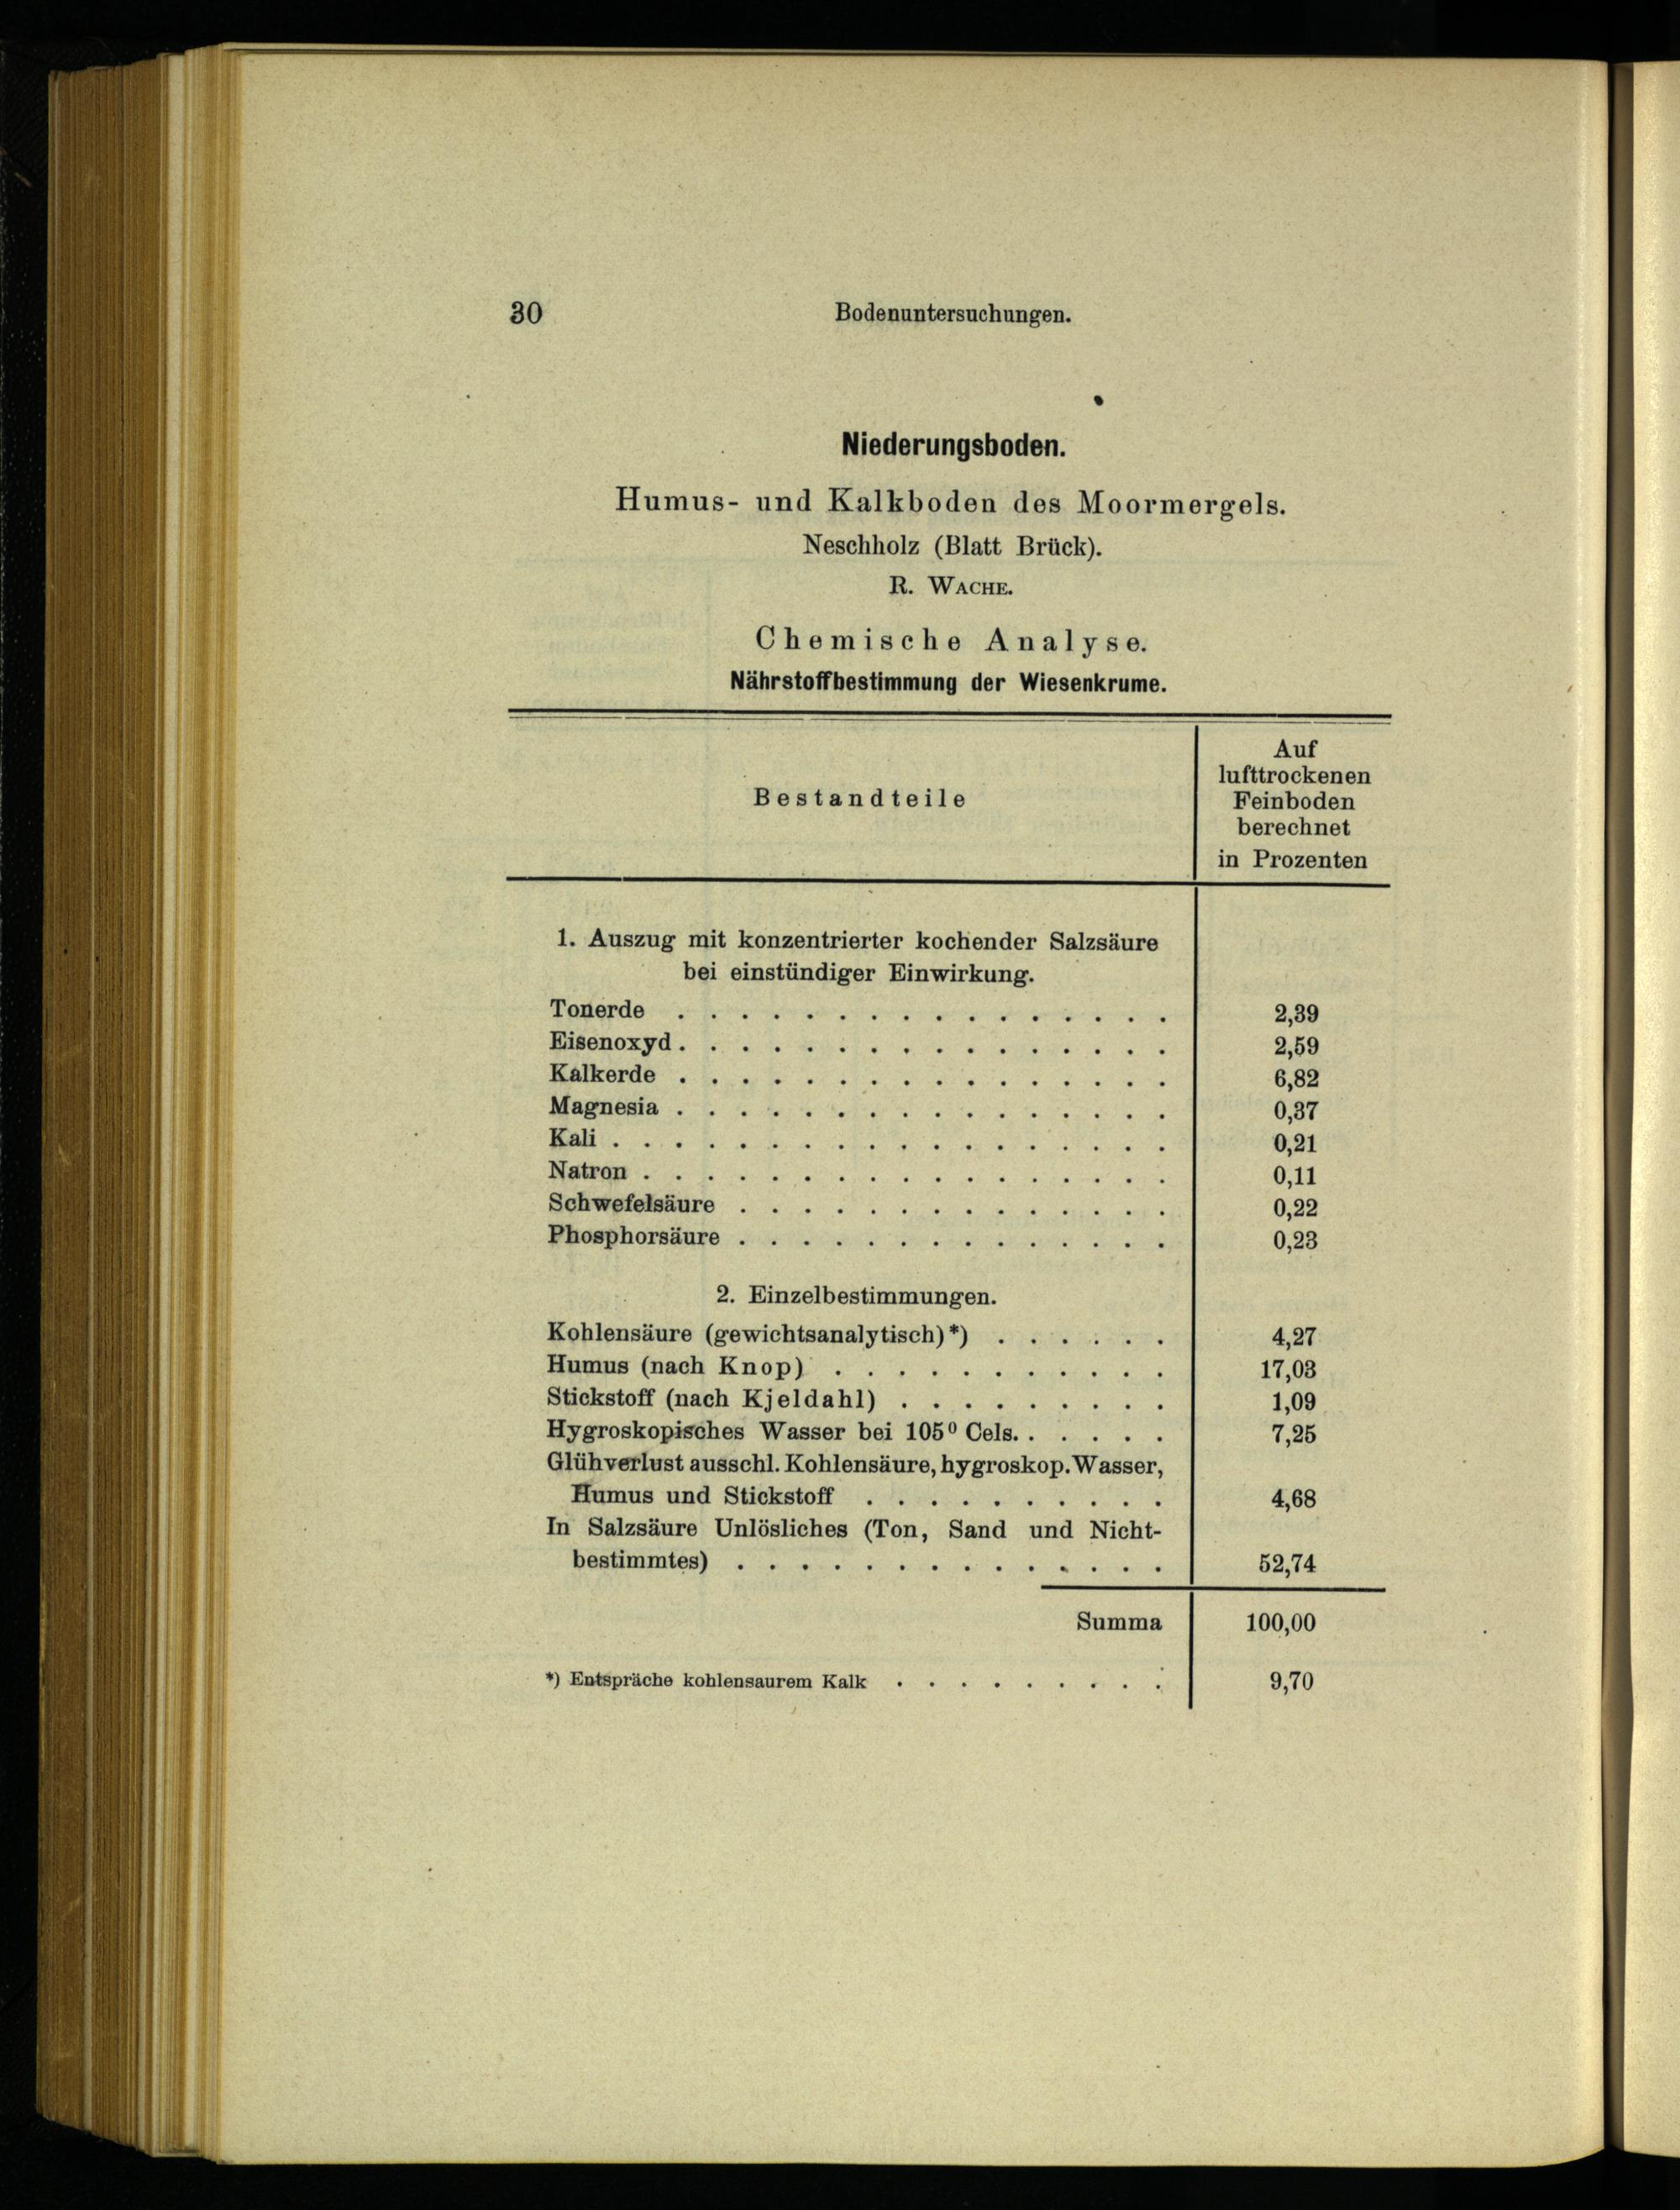 30 Bodenuntersuchungen.
Niederungsboden.
Humus- und Kalkboden des Moormergels.
Neschholz (Blatt Brück).
R. WACHE.
Chemische Analyse.
Nährstoffbestimmung der Wiesenkrume.
Bestandteile
Auf
lufttrockenen
Feinboden
berechnet
in Prozenten
1. Auszug mit konzentrierter kochender Salzsäure
bei einstündiger Einwirkung.
Tonerde . . . . . . . . . . . . . . . . 2,39
Eisenoxyd . . . . . . . . . . . . . . . . 2,59
Kalkerde . . . . . . . . . . . . . . . . 6,82
Magnesia . . . . . . . . . . . . . . . . 0,37
Kali . . . . . . . . . . . . . . . . . . 0,21
Natron . . . . . . . . . . . . . . . . . 0,11
Schwefelsäure . . . . . . . . . . . . . . 0,22
Phosphorsäure . . . . . . . . . . . . . . 0,23
2. Einzelbestimmungen.
Kohlensäure (gewichtsanalytisch)*) . . . . . . 4,27
Humus (nach Knop) . . . . . . . . . . . 17,03
Stickstoff (nach Kjeldahl) . . . . . . . . . 1,09
Hygroskopisches Wasser bei 105⁰ Cels. . . . . . 7,25
Glühverlust ausschl. Kohlensäure, hygroskop. Wasser,
Humus und Stickstoff . . . . . . . . . . 4,68
In Salzsäure Unlösliches (Ton, Sand und Nicht-
bestimmtes) . . . . . . . . . . . . . . 52,74
Summa 100,00
*) Entspräche kohlensaurem Kalk . . . . . . . . . 9,70